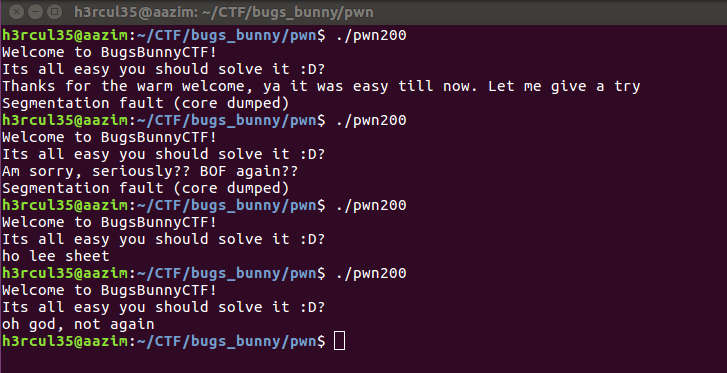 h3rcul35@aazim: ~/CTF/bugs_bunny/pwn
h3rcul35@aazim:~/CTF/bugs_bunny/pwn$ ./pwn200
Welcome to BugsBunnyCTF!
Its all easy you should solve it :D?
Thanks for the warm welcome, ya it was easy till now. Let me give a try
Segmentation fault (core dumped)
h3rcul35@aazim:~/CTF/bugs_bunny/pwn$ ./pwn200
Welcome to BugsBunnyCTF!
Its all easy you should solve it :D?
Am sorry, seriously?? BOF again??
Segmentation fault (core dumped)
h3rcul35@aazim:~/CTF/bugs_bunny/pwn$ ./pwn200
Welcome to BugsBunnyCTF!
Its all easy you should solve it :D?
ho lee sheet
h3rcul35@aazim:~/CTF/bugs_bunny/pwn$ ./pwn200
Welcome to BugsBunnyCTF!
Its all easy you should solve it :D?
oh god, not again
h3rcul35@aazim:~/CTF/bugs_bunny/pwn$